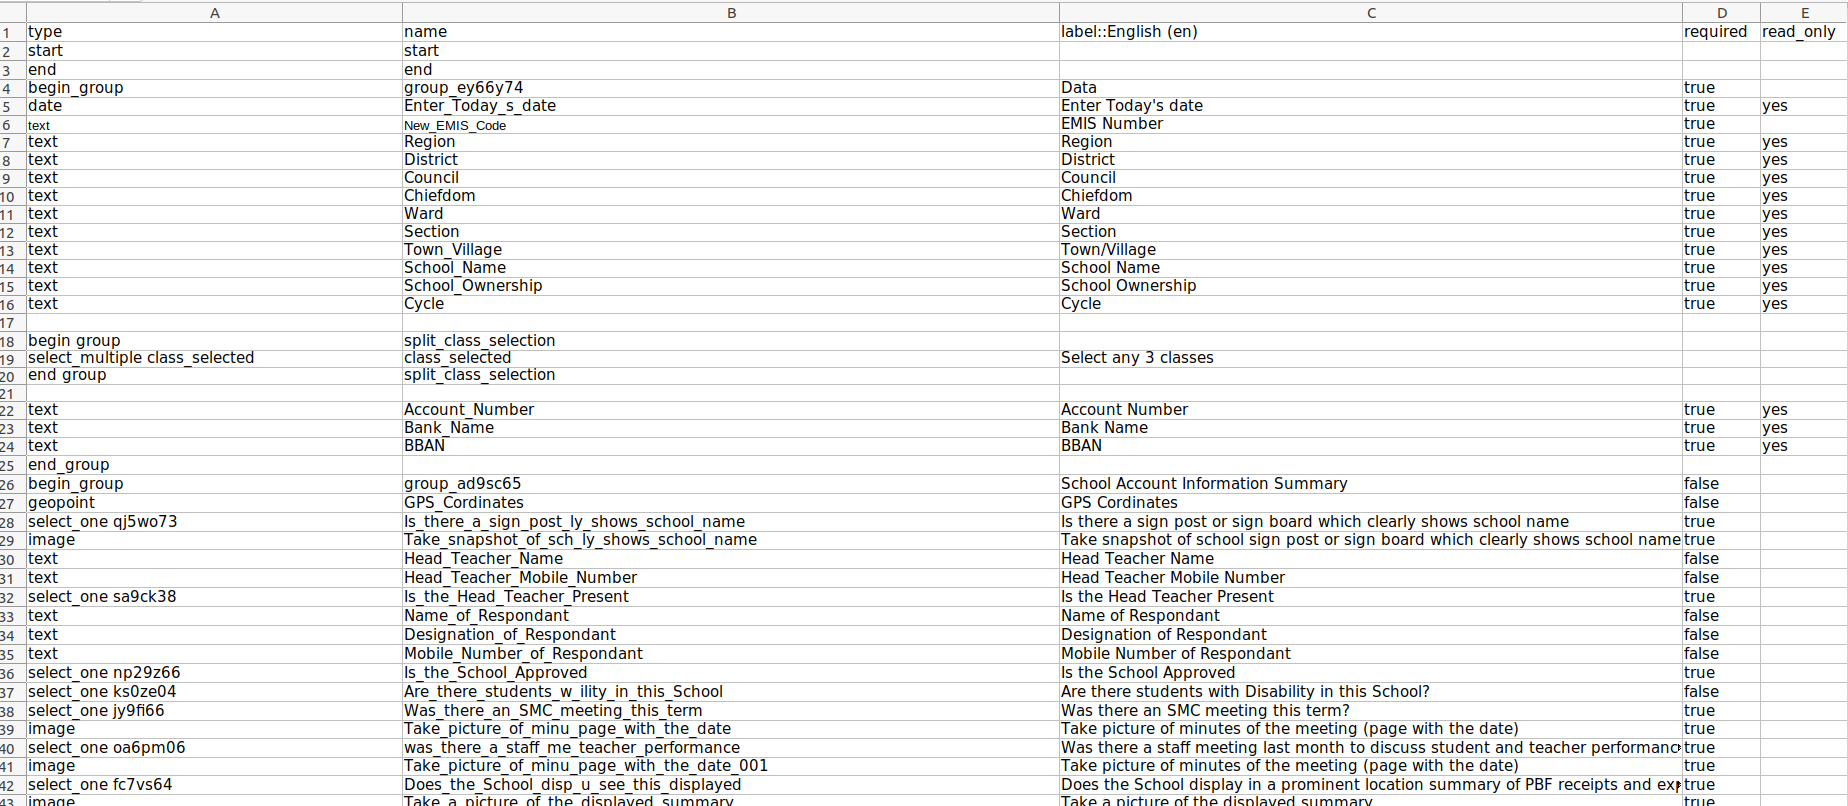 A B C D E
1 type name label::English (en) required read_only
2 start start
3 end end
4 begin_group group_ey66y74 Data true
5 date Enter_Today_s_date Enter Today's date true yes
6 text New_EMIS_Code EMIS Number true
7 text Region Region true yes
8 text District District true yes
9 text Council Council true yes
10 text Chiefdom Chiefdom true yes
11 text Ward Ward true yes
12 text Section Section true yes
13 text Town_Village Town/Village true yes
14 text School_Name School Name true yes
15 text School_Ownership School Ownership true yes
16 text Cycle Cycle true yes
17
18 begin group split_class_selection
19 select_multiple class_selected class_selected Select any 3 classes
20 end group split_class_selection
21
22 text Account_Number Account Number true yes
23 text Bank_Name Bank Name true yes
24 text BBAN BBAN true yes
25 end_group
26 begin_group group_ad9sc65 School Account Information Summary false
27 geopoint GPS_Cordinates GPS Cordinates false
28 select_one qj5wo73 Is_there_a_sign_post_ly_shows_school_name Is there a sign post or sign board which clearly shows school name true
29 image Take_snapshot_of_sch_ly_shows_school_name Take snapshot of school sign post or sign board which clearly shows school name true
30 text Head_Teacher_Name Head Teacher Name false
31 text Head_Teacher_Mobile_Number Head Teacher Mobile Number false
32 select_one sa9ck38 Is_the_Head_Teacher_Present Is the Head Teacher Present true
33 text Name_of_Respondant Name of Respondant false
34 text Designation_of_Respondant Designation of Respondant false
35 text Mobile_Number_of_Respondant Mobile Number of Respondant false
36 select_one np29z66 Is_the_School_Approved Is the School Approved true
37 select_one ks0ze04 Are_there_students_w_ility_in_this_School Are there students with Disability in this School? false
38 select_one jy9fi66 Was_there_an_SMC_meeting_this_term Was there an SMC meeting this term? true
39 image Take_picture_of_minu_page_with_the_date Take picture of minutes of the meeting (page with the date) true
40 select_one oa6pm06 was_there_a_staff_me_teacher_performance Was there a staff meeting last month to discuss student and teacher performanc true
41 image Take_picture_of_minu_page_with_the_date_001 Take picture of minutes of the meeting (page with the date) true
42 select_one fc7vs64 Does_the_School_disp_u_see_this_displayed Does the School display in a prominent location summary of PBF receipts and exp true
43 image Take_a_picture_of_the_displayed_summary Take a picture of the displayed summary true